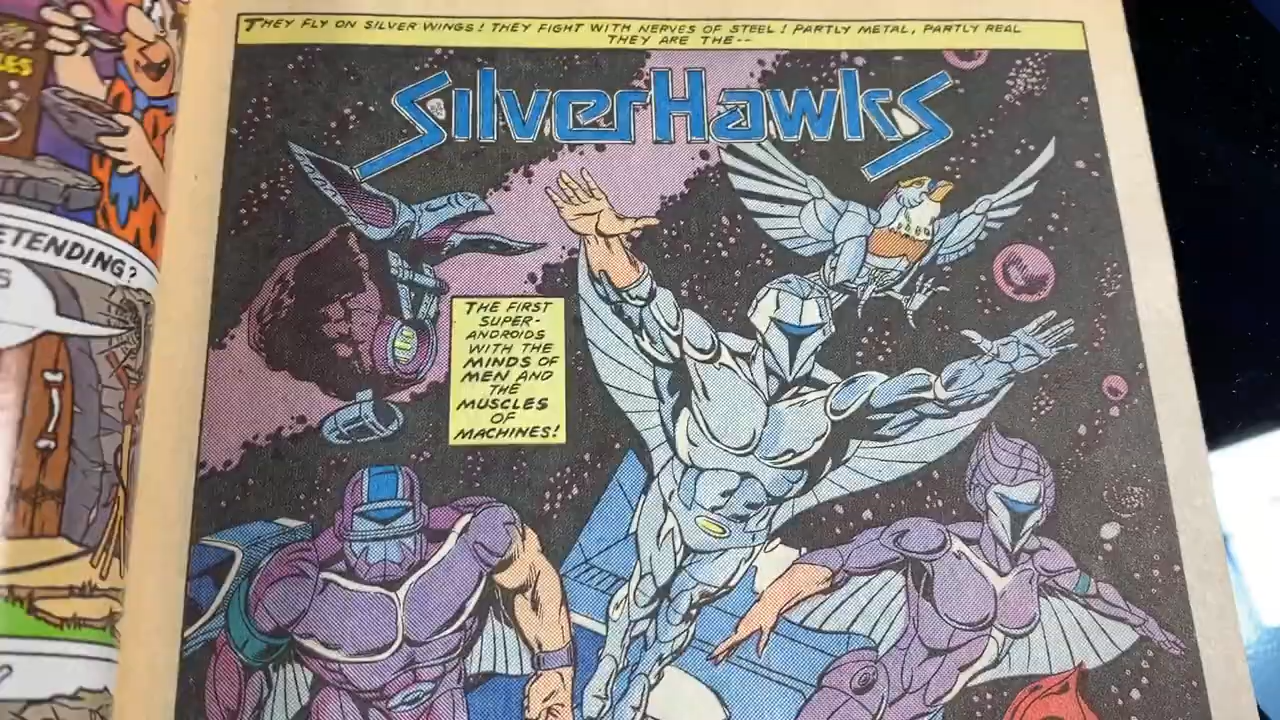 THEY FLY ON SILVER WINGS! THEY FIGHT WITH NERVES OF STEEL! PARTLY METAL, PARTLY REAL
THEY ARE THE--
SilverHawks
THE FIRST
SUPER-
ANDROIDS
WITH THE
MINDS OF
MEN AND
THE
MUSCLES
OF
MACHINES!
LES
ETENDING?
S
?